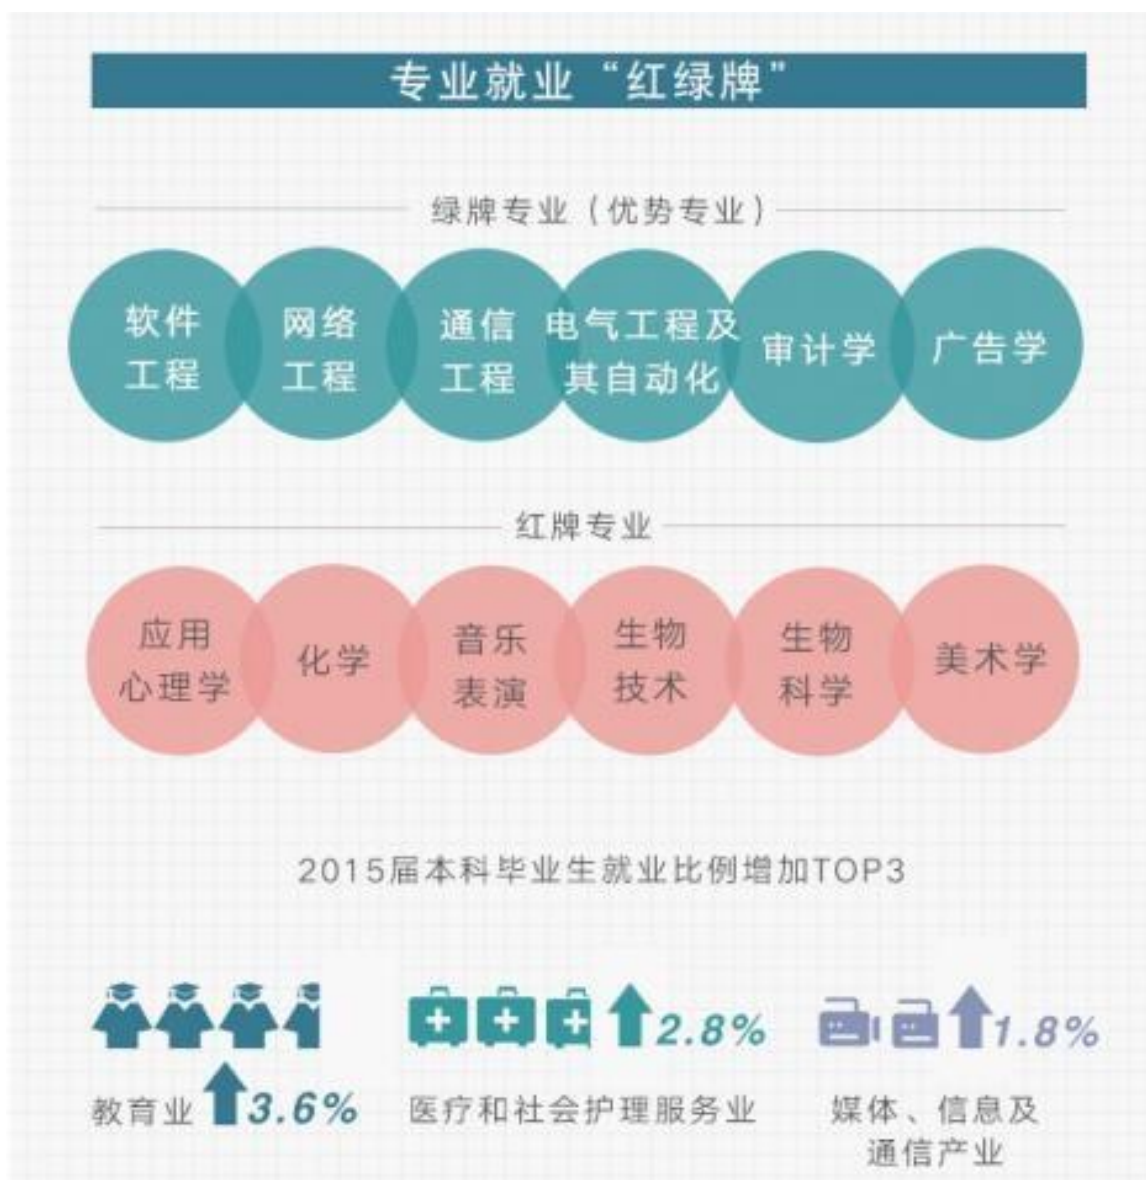 专业就业“红绿牌”
绿牌专业（优势专业）
软件
工程
网络
工程
通信
工程
电气工程及
其自动化
审计学
广告学
红牌专业
应用
心理学
化学
音乐
表演
生物
技术
生物
科学
美术学
2015届本科毕业生就业比例增加TOP3
教育业 3.6%
2.8%
医疗和社会护理服务业
1.8%
媒体、信息及
通信产业